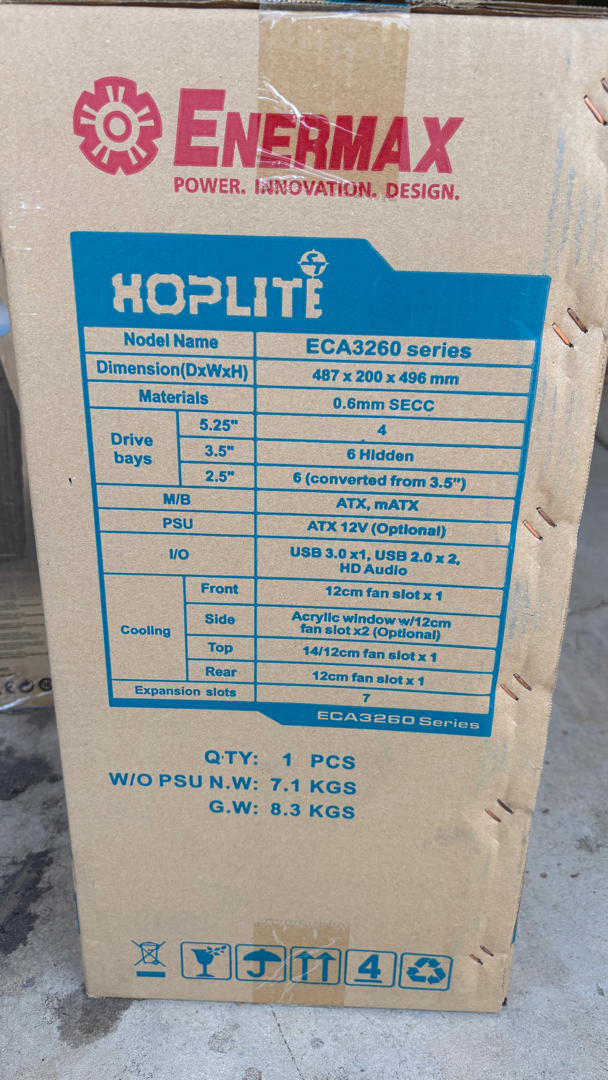 ENERMAX
POWER. INNOVATION. DESIGN.
HOPLITE ST
Nodel Name ECA3260 series
Dimension(DxWxH) 487 x 200 x 496 mm
Materials 0.6mm SECC
Drive bays 5.25" 4
3.5" 6 Hidden
2.5" 6 (converted from 3.5")
M/B ATX, mATX
PSU ATX 12V (Optional)
I/O USB 3.0 x1, USB 2.0 x 2,
HD Audio
Cooling Front 12cm fan slot x 1
Side Acrylic window w/12cm
fan slot x2 (Optional)
Top 14/12cm fan slot x 1
Rear 12cm fan slot x 1
Expansion slots 7
ECA3260 Series
Q'TY: 1 PCS
W/O PSU N.W: 7.1 KGS
G.W: 8.3 KGS
4